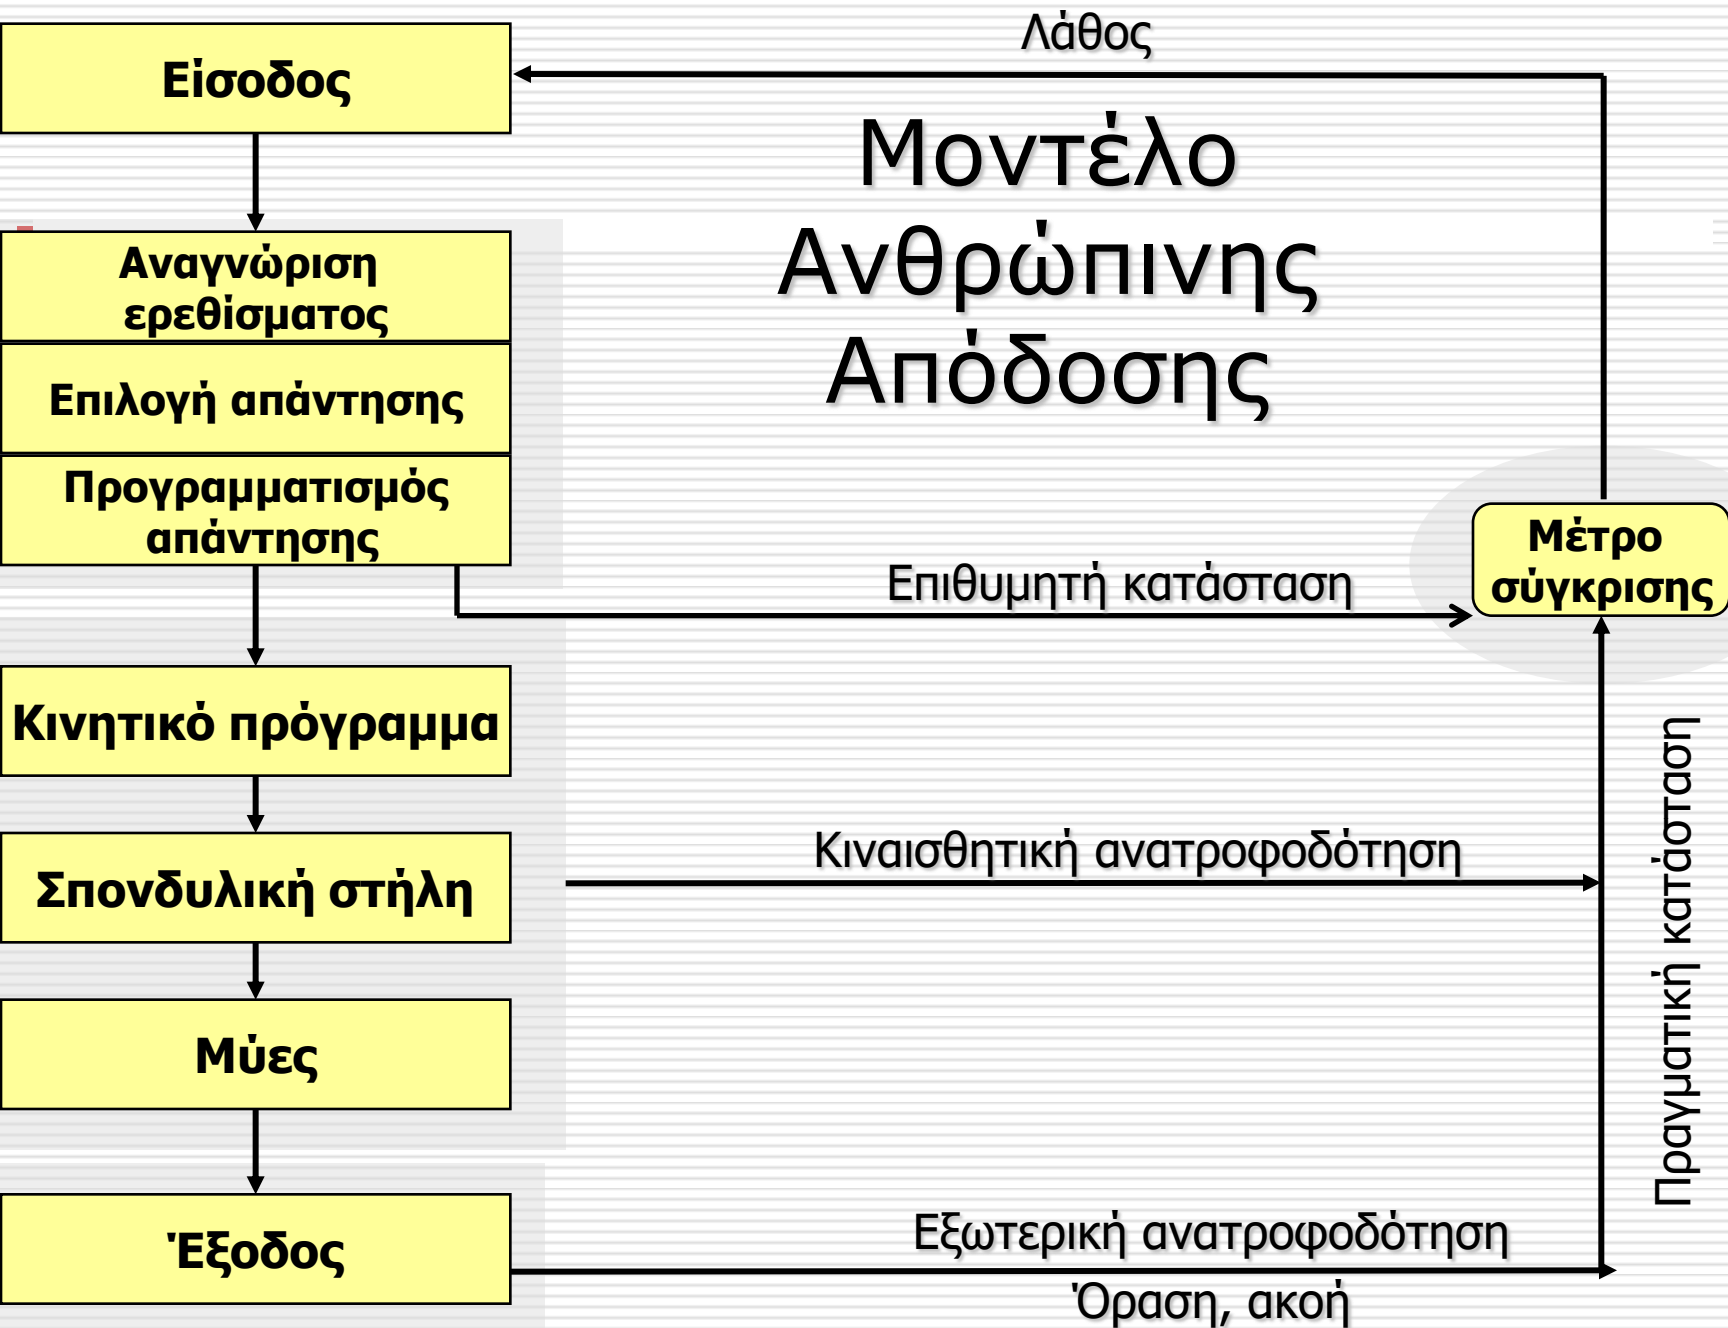 Λάθος
Είσοδος
Μοντέλο
Ανθρώπινης
Απόδοσης
Αναγνώριση
ερεθίσματος
Επιλογή απάντησης
Προγραμματισμός
απάντησης
Μέτρο
σύγκρισης
Επιθυμητή κατάσταση
Κινητικό πρόγραμμα
Κιναισθητική ανατροφοδότηση
Σπονδυλική στήλη
Πραγματική κατάσταση
Μύες
Εξωτερική ανατροφοδότηση
Έξοδος
Όραση, ακοή